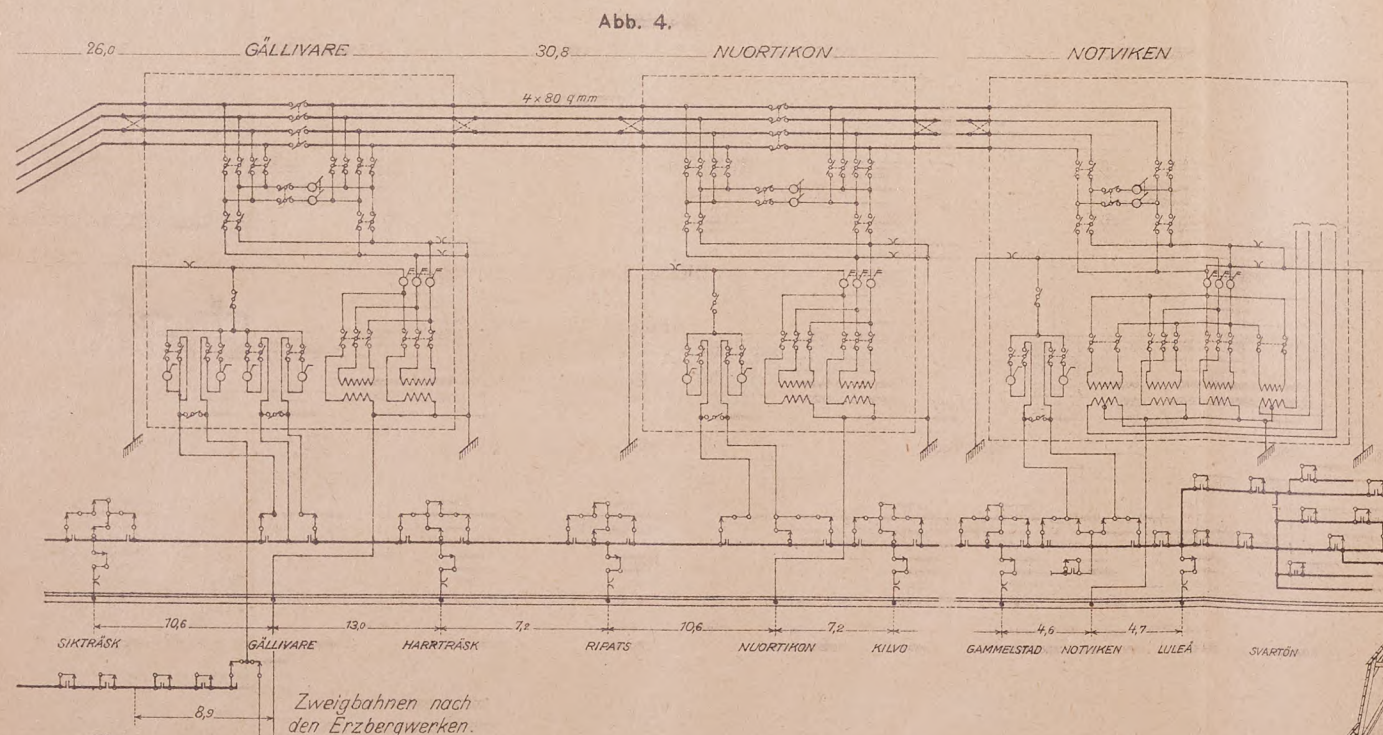 Abb. 4.
26,0 GÄLLIVARE 30,8 NUORTIKON NOTVIKEN
4 × 80 qmm
10,6 13,0 7,2 10,6 7,2 4,6 4,7
SIKTRÄSK GÄLLIVARE HARRTRÄSK RIPATS NUORTIKON KILVO GAMMELSTAD NOTVIKEN LULEÅ SVARTÖN
8,9
Zweigbahnen nach
den Erzbergwerken.